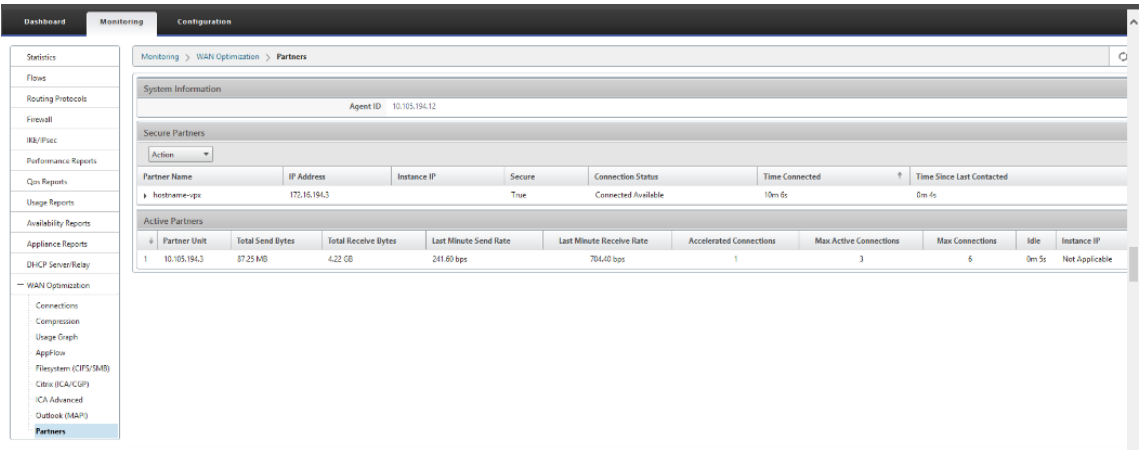 Dashboard Monitoring Configuration
Statistics
Flows
Routing Protocols
Firewall
IKE/IPsec
Performance Reports
Qos Reports
Usage Reports
Availability Reports
Appliance Reports
DHCP Server/Relay
WAN Optimization
Connections
Compression
Usage Graph
AppFlow
Filesystem (CIFS/SMB)
Citrix (ICA/CGP)
ICA Advanced
Outlook (MAPI)
Partners
Monitoring > WAN Optimization > Partners
System Information
Agent ID 10.105.194.12
Secure Partners
Action
Partner Name IP Address Instance IP Secure Connection Status Time Connected Time Since Last Contacted
hostname-vpx 172.16.194.3 True Connected Available 10m 6s 0m 4s
Active Partners
Partner Unit Total Send Bytes Total Receive Bytes Last Minute Send Rate Last Minute Receive Rate Accelerated Connections Max Active Connections Max Connections Idle Instance IP
1 10.105.194.3 87.25 MB 4.22 GB 241.60 bps 784.40 bps 1 3 6 0m 5s Not Applicable